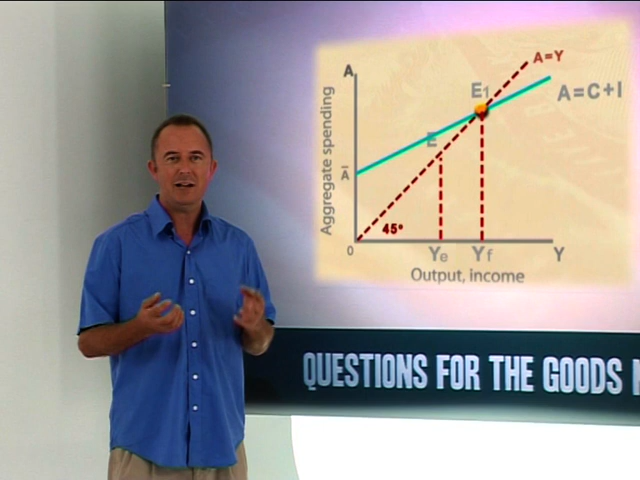 A
A=Y
E1
A=C+I
Aggregate spending
E
Ā
45°
0
Ye
Yf
Y
Output, income
QUESTIONS FOR THE GOODS